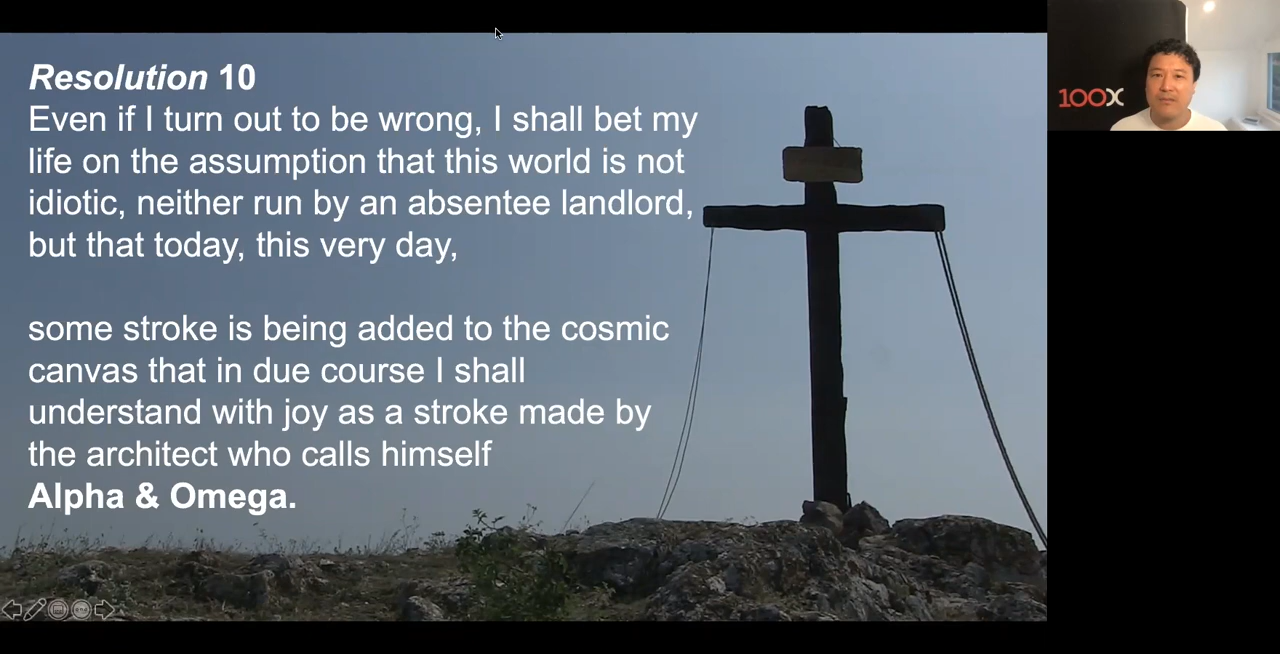 Resolution 10
Even if I turn out to be wrong, I shall bet my
life on the assumption that this world is not
idiotic, neither run by an absentee landlord,
but that today, this very day,
some stroke is being added to the cosmic
canvas that in due course I shall
understand with joy as a stroke made by
the architect who calls himself
Alpha & Omega.
100X